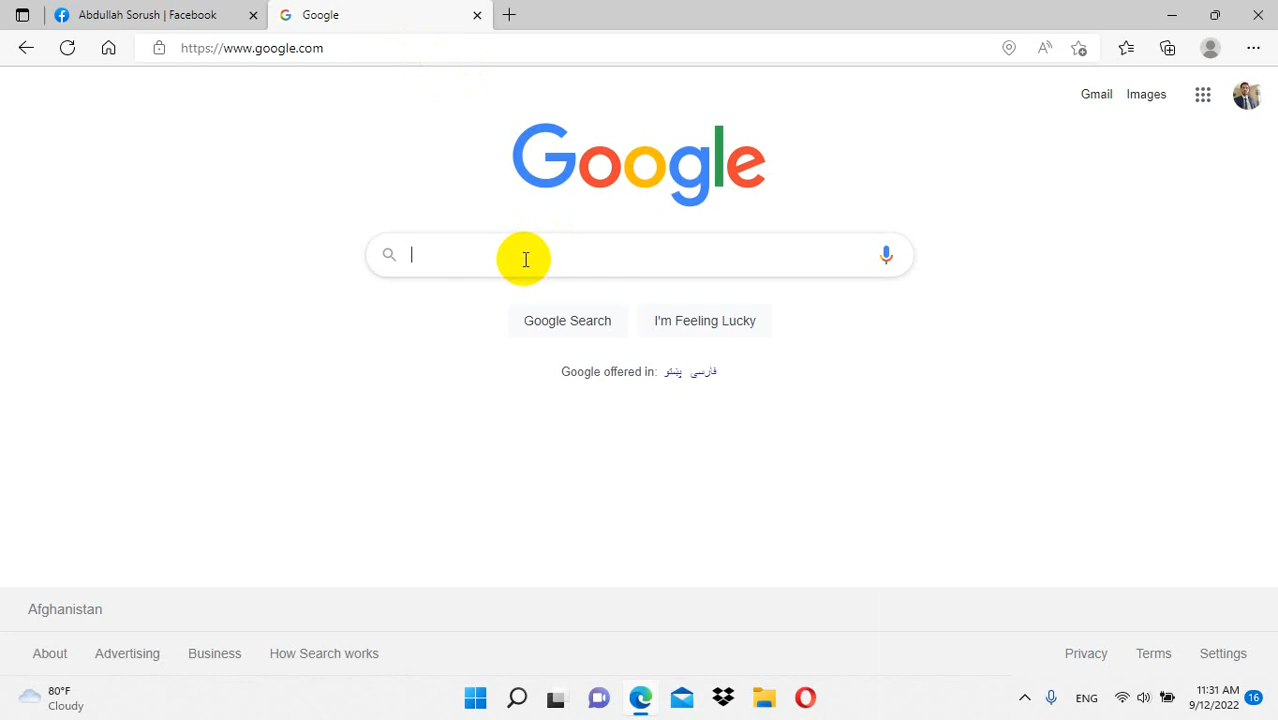 Abdullah Sorush | Facebook
Google
https://www.google.com
Gmail Images
Google
Google Search I'm Feeling Lucky
Google offered in: فارسی پښتو
Afghanistan
About Advertising Business How Search works Privacy Terms Settings
80°F
Cloudy
ENG
11:31 AM
9/12/2022
16